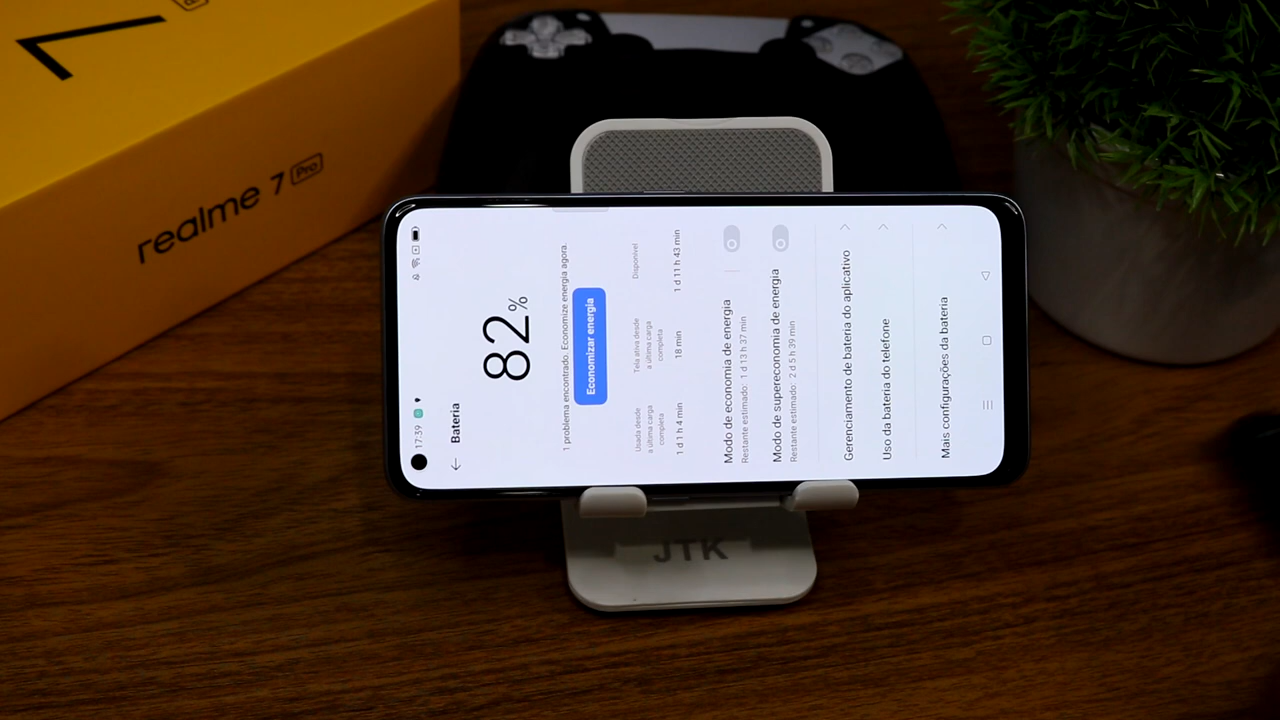 7
realme 7 Pro
17:39
Bateria
82%
1 problema encontrado. Economize energia agora.
Economizar energia
Usada desde
a última carga
completa
1 d 1 h 4 min
Tela ativa desde
a última carga
completa
18 min
Disponível
1 d 11 h 43 min
Modo de economia de energia
Restante estimado: 1 d 13 h 37 min
Modo de supereconomia de energia
Restante estimado: 2 d 5 h 39 min
Gerenciamento de bateria do aplicativo
Uso da bateria do telefone
Mais configurações da bateria
JTK